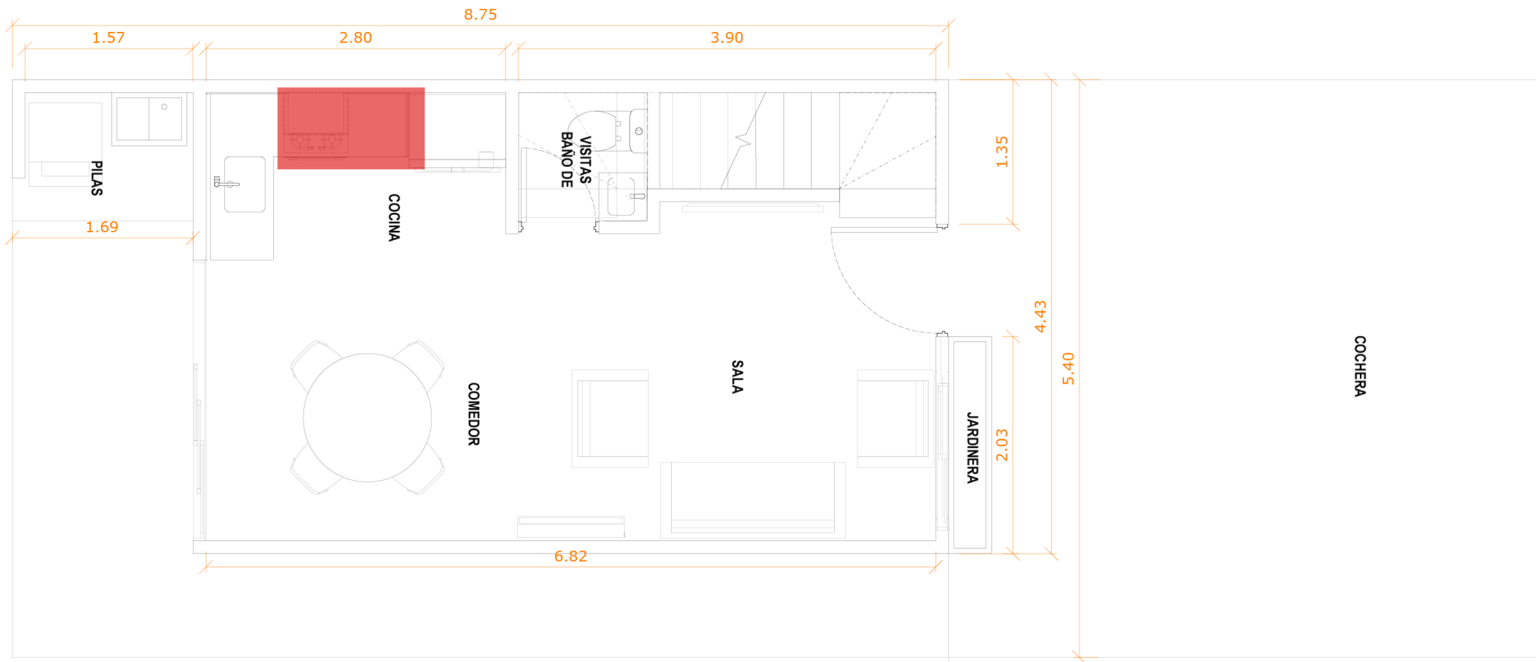 8.75
1.57
2.80
3.90
PILAS
BAÑO DE
VISITAS
1.35
COCINA
1.69
4.43
5.40
COCHERA
SALA
COMEDOR
JARDINERA
2.03
6.82